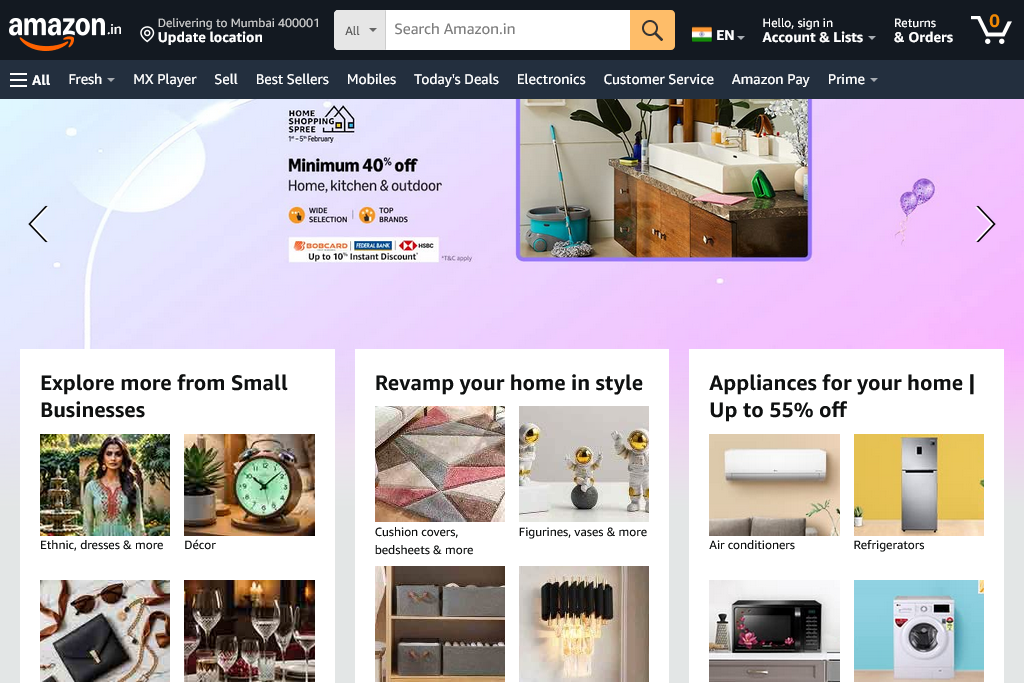 amazon.in
Delivering to Mumbai 400001
Update location
All
Search Amazon.in
EN
Hello, sign in
Account & Lists
Returns
& Orders
0
All
Fresh
MX Player
Sell
Best Sellers
Mobiles
Today's Deals
Electronics
Customer Service
Amazon Pay
Prime
HOME
SHOPPING
SPREE
1st - 5th February
Minimum 40% off
Home, kitchen & outdoor
WIDE
SELECTION
TOP
BRANDS
BOBCARD
FEDERAL BANK
HSBC
Up to 10% Instant Discount*
*T&C apply
Explore more from Small
Businesses
Ethnic, dresses & more
Décor
Revamp your home in style
Cushion covers,
bedsheets & more
Figurines, vases & more
Appliances for your home |
Up to 55% off
Air conditioners
Refrigerators